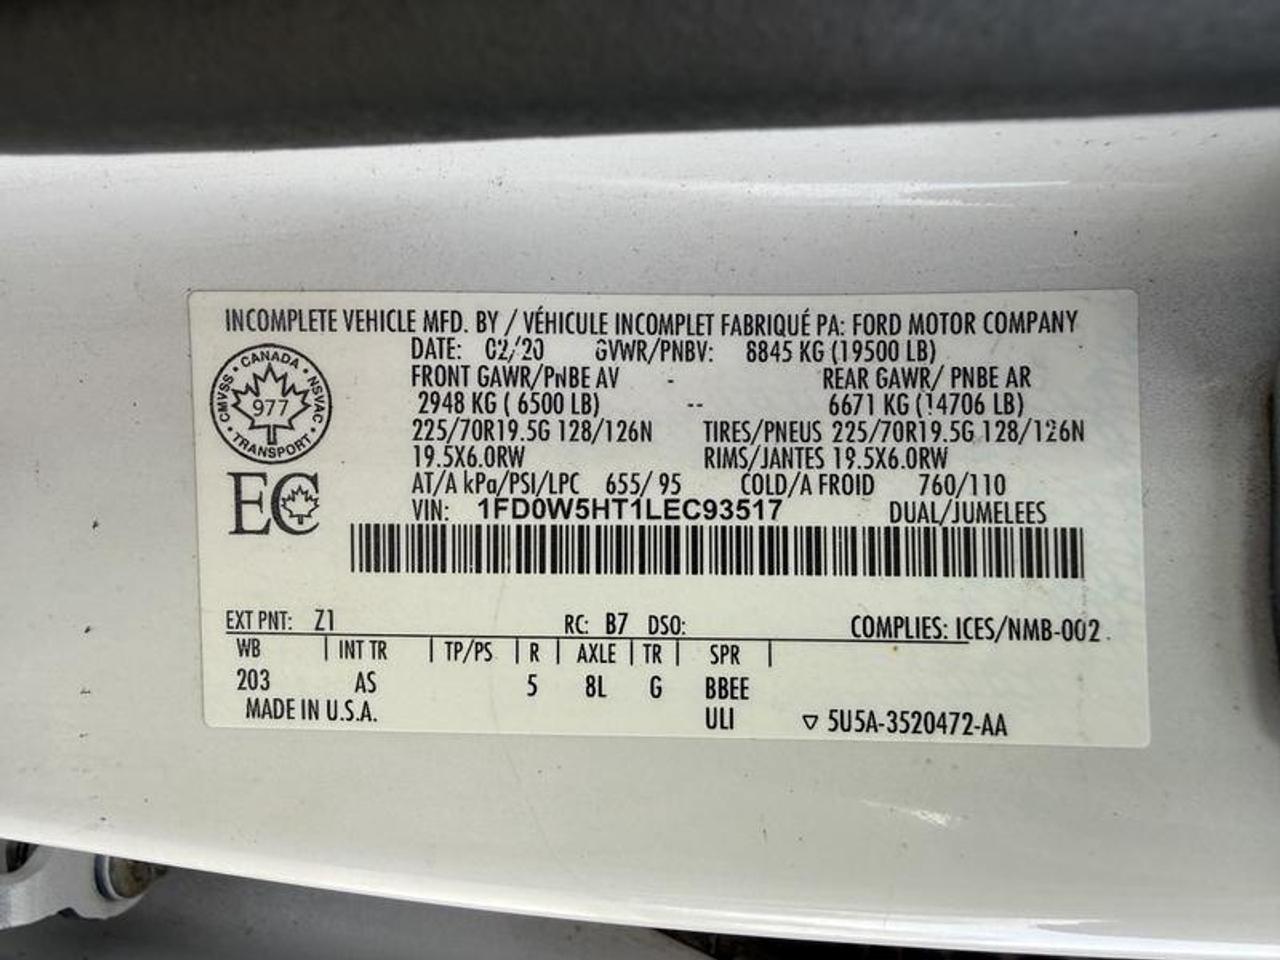 INCOMPLETE VEHICLE MFD. BY / VÉHICULE INCOMPLET FABRIQUÉ PA: FORD MOTOR COMPANY
DATE: 02/20 GVWR/PNBV: 8845 KG (19500 LB)
FRONT GAWR/PNBE AV - REAR GAWR/ PNBE AR
2948 KG ( 6500 LB) -- 6671 KG (14706 LB)
225/70R19.5G 128/126N TIRES/PNEUS 225/70R19.5G 128/126N
19.5X6.0RW RIMS/JANTES 19.5X6.0RW
AT/A kPa/PSI/LPC 655/ 95 COLD/A FROID 760/110
VIN: 1FD0W5HT1LEC93517 DUAL/JUMELEES
CANADA
CMVSS • NSVAC
977
TRANSPORT
EC
EXT PNT: Z1 RC: B7 DSO: COMPLIES: ICES/NMB-002
WB | INT TR | TP/PS | R | AXLE | TR | SPR |
203 AS 5 8L G BBEE
MADE IN U.S.A. ULI ▽ 5U5A-3520472-AA